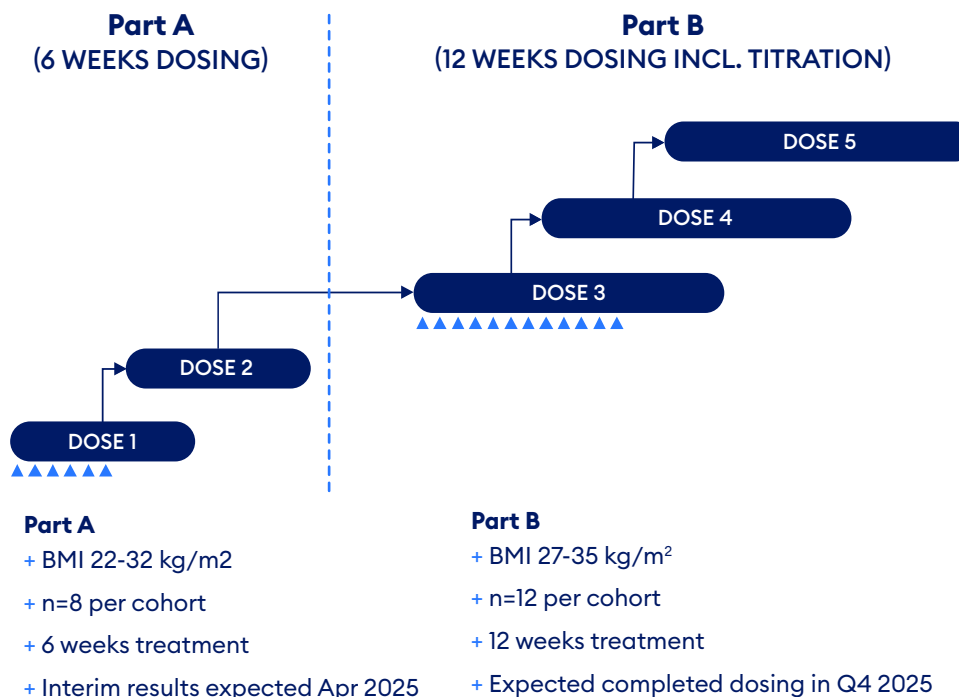 Part A
(6 WEEKS DOSING)
Part B
(12 WEEKS DOSING INCL. TITRATION)
DOSE 5
DOSE 4
DOSE 3
DOSE 2
DOSE 1
Part A
+ BMI 22-32 kg/m2
+ n=8 per cohort
+ 6 weeks treatment
+ Interim results expected Apr 2025
Part B
+ BMI 27-35 kg/m²
+ n=12 per cohort
+ 12 weeks treatment
+ Expected completed dosing in Q4 2025